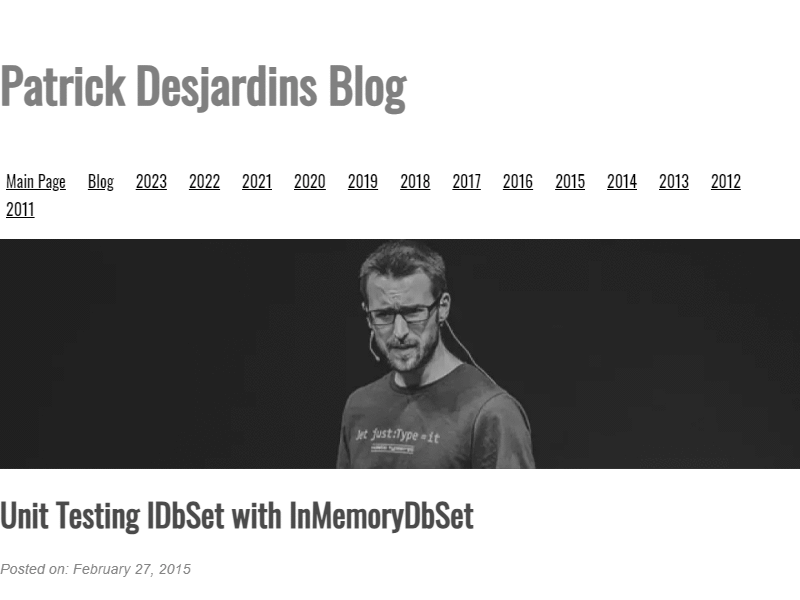 Patrick Desjardins Blog
Main Page Blog 2023 2022 2021 2020 2019 2018 2017 2016 2015 2014 2013 2012
2011
let just:Type =it
Unit Testing IDbSet with InMemoryDbSet
Posted on: February 27, 2015